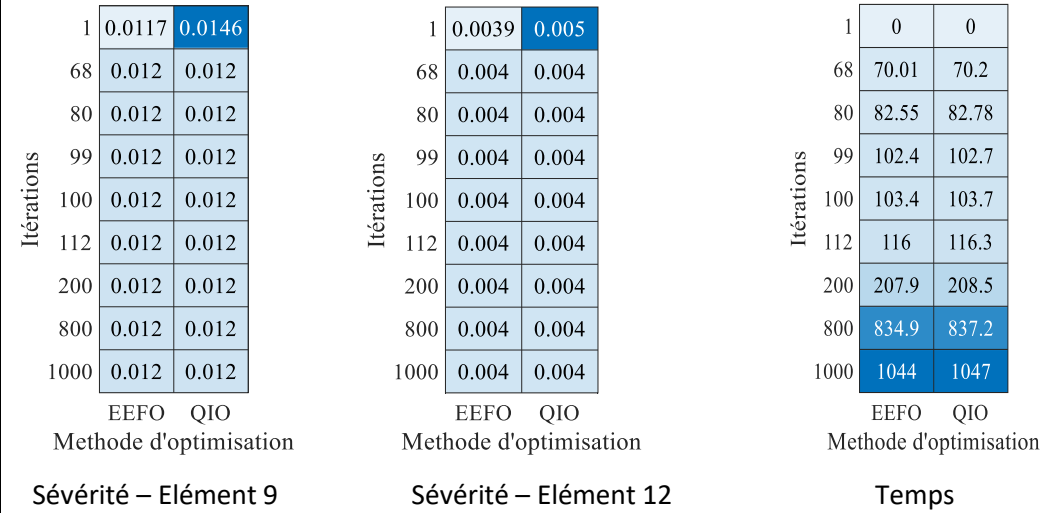 1 0.0117 0.0146
68 0.012 0.012
80 0.012 0.012
99 0.012 0.012
100 0.012 0.012
112 0.012 0.012
200 0.012 0.012
800 0.012 0.012
1000 0.012 0.012
Itérations
EEFO QIO
Methode d'optimisation
Sévérité – Elément 9
1 0.0039 0.005
68 0.004 0.004
80 0.004 0.004
99 0.004 0.004
100 0.004 0.004
112 0.004 0.004
200 0.004 0.004
800 0.004 0.004
1000 0.004 0.004
Itérations
EEFO QIO
Methode d'optimisation
Sévérité – Elément 12
1 0 0
68 70.01 70.2
80 82.55 82.78
99 102.4 102.7
100 103.4 103.7
112 116 116.3
200 207.9 208.5
800 834.9 837.2
1000 1044 1047
Itérations
EEFO QIO
Methode d'optimisation
Temps